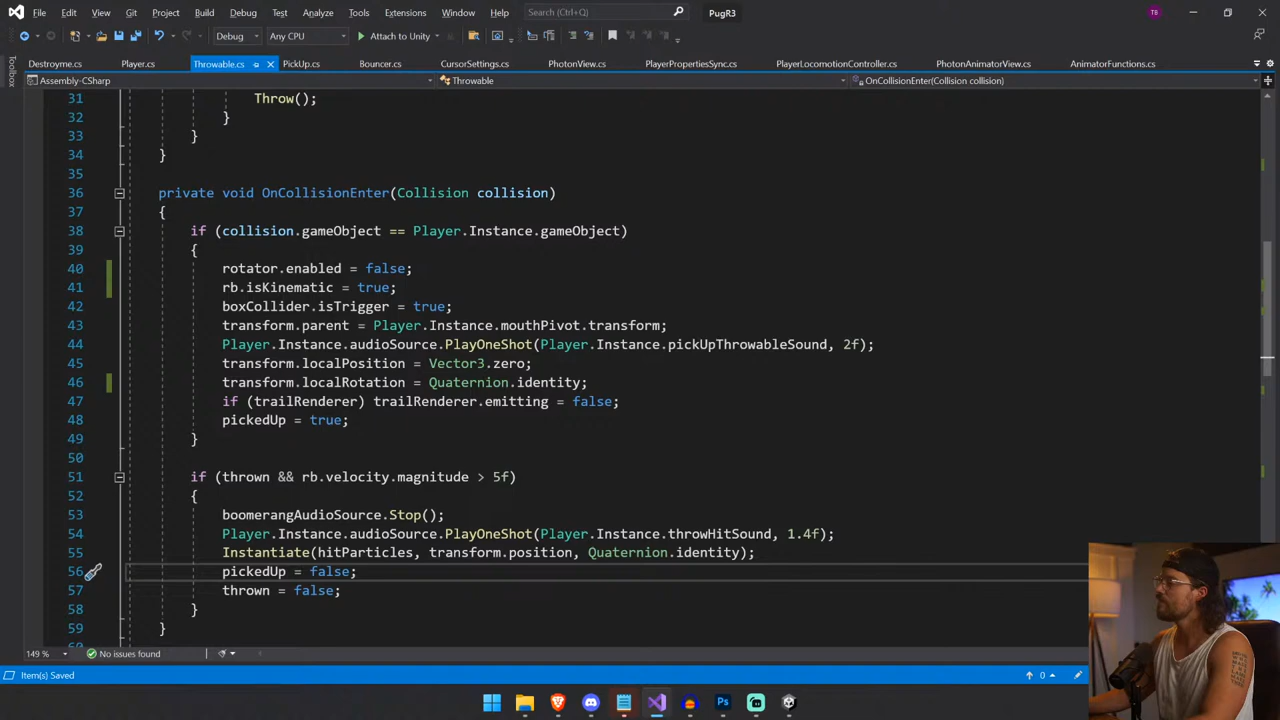 File Edit View Git Project Build Debug Test Analyze Tools Extensions Window Help Search (Ctrl+Q) PugR3 TB
Debug Any CPU Attach to Unity
Destroyme.cs Player.cs Throwable.cs PickUp.cs Bouncer.cs CursorSettings.cs PhotonView.cs PlayerPropertiesSync.cs PlayerLocomotionController.cs PhotonAnimatorView.cs AnimatorFunctions.cs
Toolbox
Assembly-CSharp Throwable OnCollisionEnter(Collision collision)
31 Throw();
32 }
33 }
34 }
35
36 private void OnCollisionEnter(Collision collision)
37 {
38 if (collision.gameObject == Player.Instance.gameObject)
39 {
40 rotator.enabled = false;
41 rb.isKinematic = true;
42 boxCollider.isTrigger = true;
43 transform.parent = Player.Instance.mouthPivot.transform;
44 Player.Instance.audioSource.PlayOneShot(Player.Instance.pickUpThrowableSound, 2f);
45 transform.localPosition = Vector3.zero;
46 transform.localRotation = Quaternion.identity;
47 if (trailRenderer) trailRenderer.emitting = false;
48 pickedUp = true;
49 }
50
51 if (thrown && rb.velocity.magnitude > 5f)
52 {
53 boomerangAudioSource.Stop();
54 Player.Instance.audioSource.PlayOneShot(Player.Instance.throwHitSound, 1.4f);
55 Instantiate(hitParticles, transform.position, Quaternion.identity);
56 pickedUp = false;
57 thrown = false;
58 }
59 }
149 % No issues found
Item(s) Saved 0
Ps